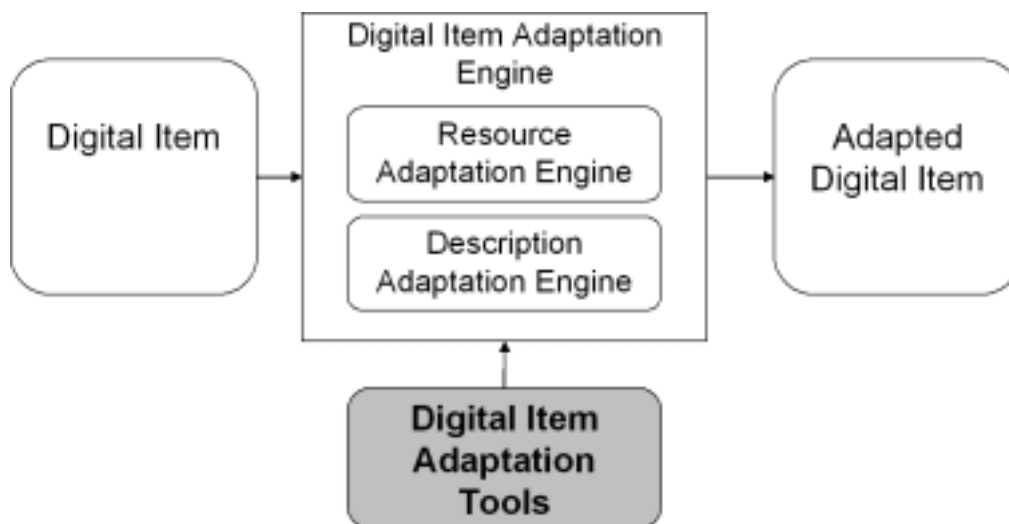 Digital Item
Digital Item Adaptation
Engine
Resource
Adaptation Engine
Description
Adaptation Engine
Adapted
Digital Item
Digital Item
Adaptation
Tools